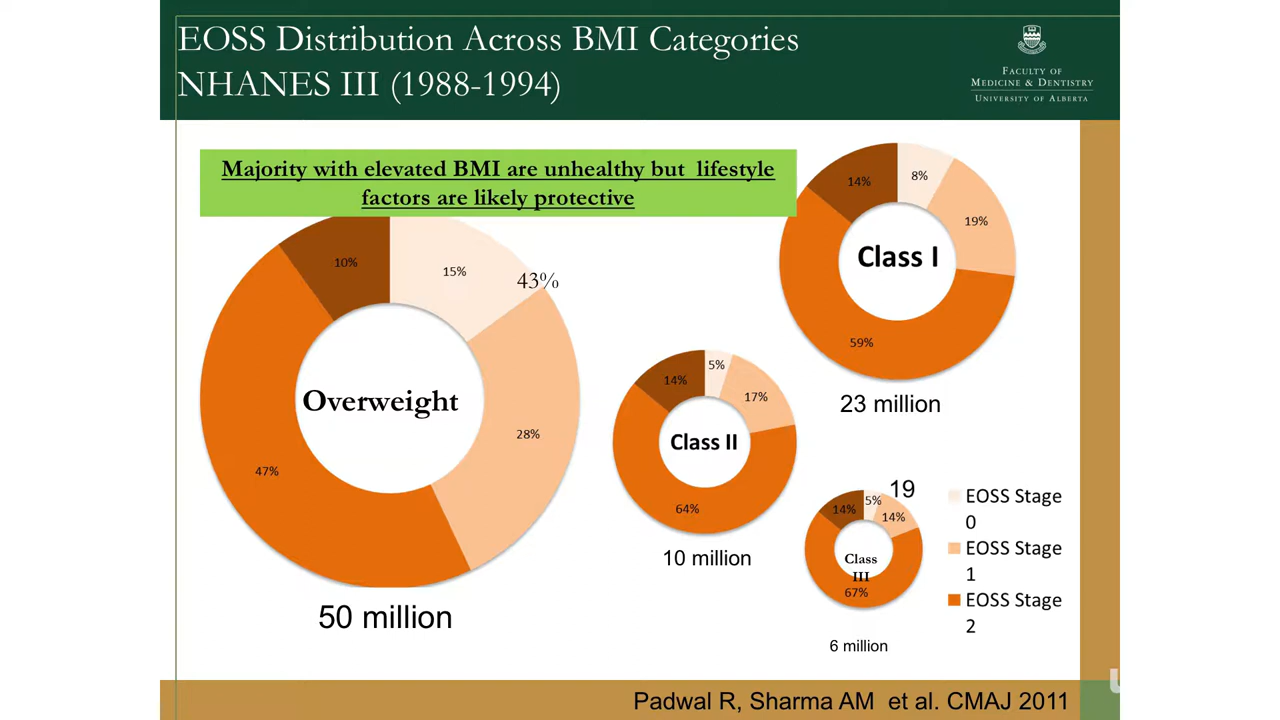 EOSS Distribution Across BMI Categories
NHANES III (1988-1994)
FACULTY OF
MEDICINE & DENTISTRY
UNIVERSITY OF ALBERTA
Majority with elevated BMI are unhealthy but lifestyle
factors are likely protective
10%
15%
43%
28%
47%
Overweight
50 million
14%
8%
19%
59%
Class I
23 million
14%
5%
17%
64%
Class II
10 million
14%
5%
19
14%
Class
III
67%
6 million
EOSS Stage
0
EOSS Stage
1
EOSS Stage
2
Padwal R, Sharma AM et al. CMAJ 2011